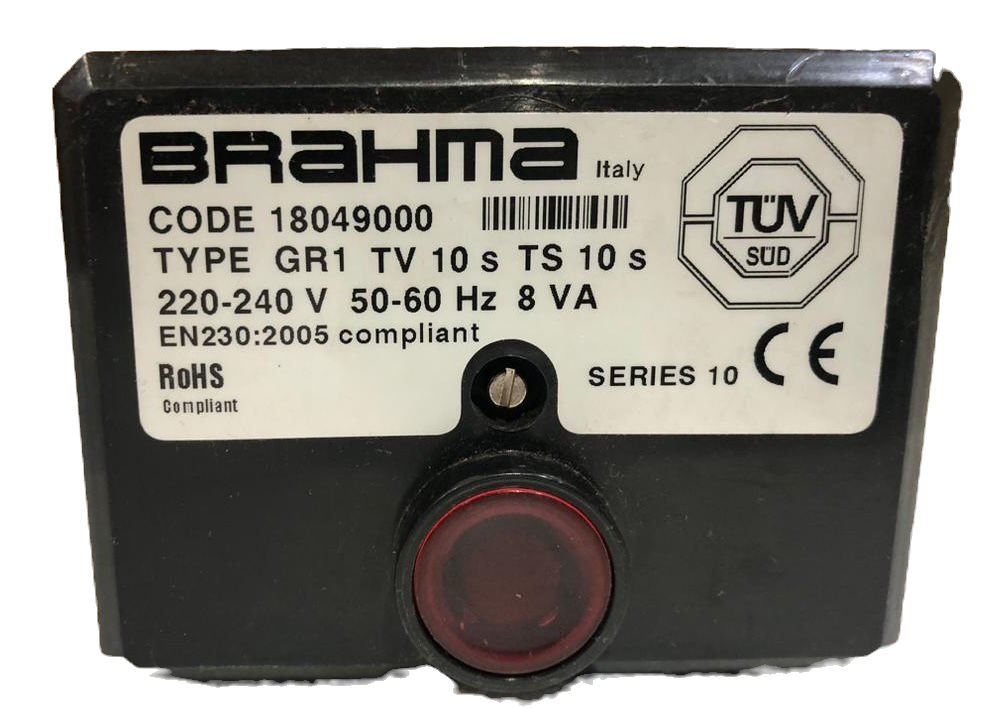 BRAHMA Italy
CODE 18049000
TYPE GR1 TV 10 s TS 10 s
220-240 V 50-60 Hz 8 VA
EN230:2005 compliant
RoHS
Compliant
SERIES 10 CE
TÜV
SÜD